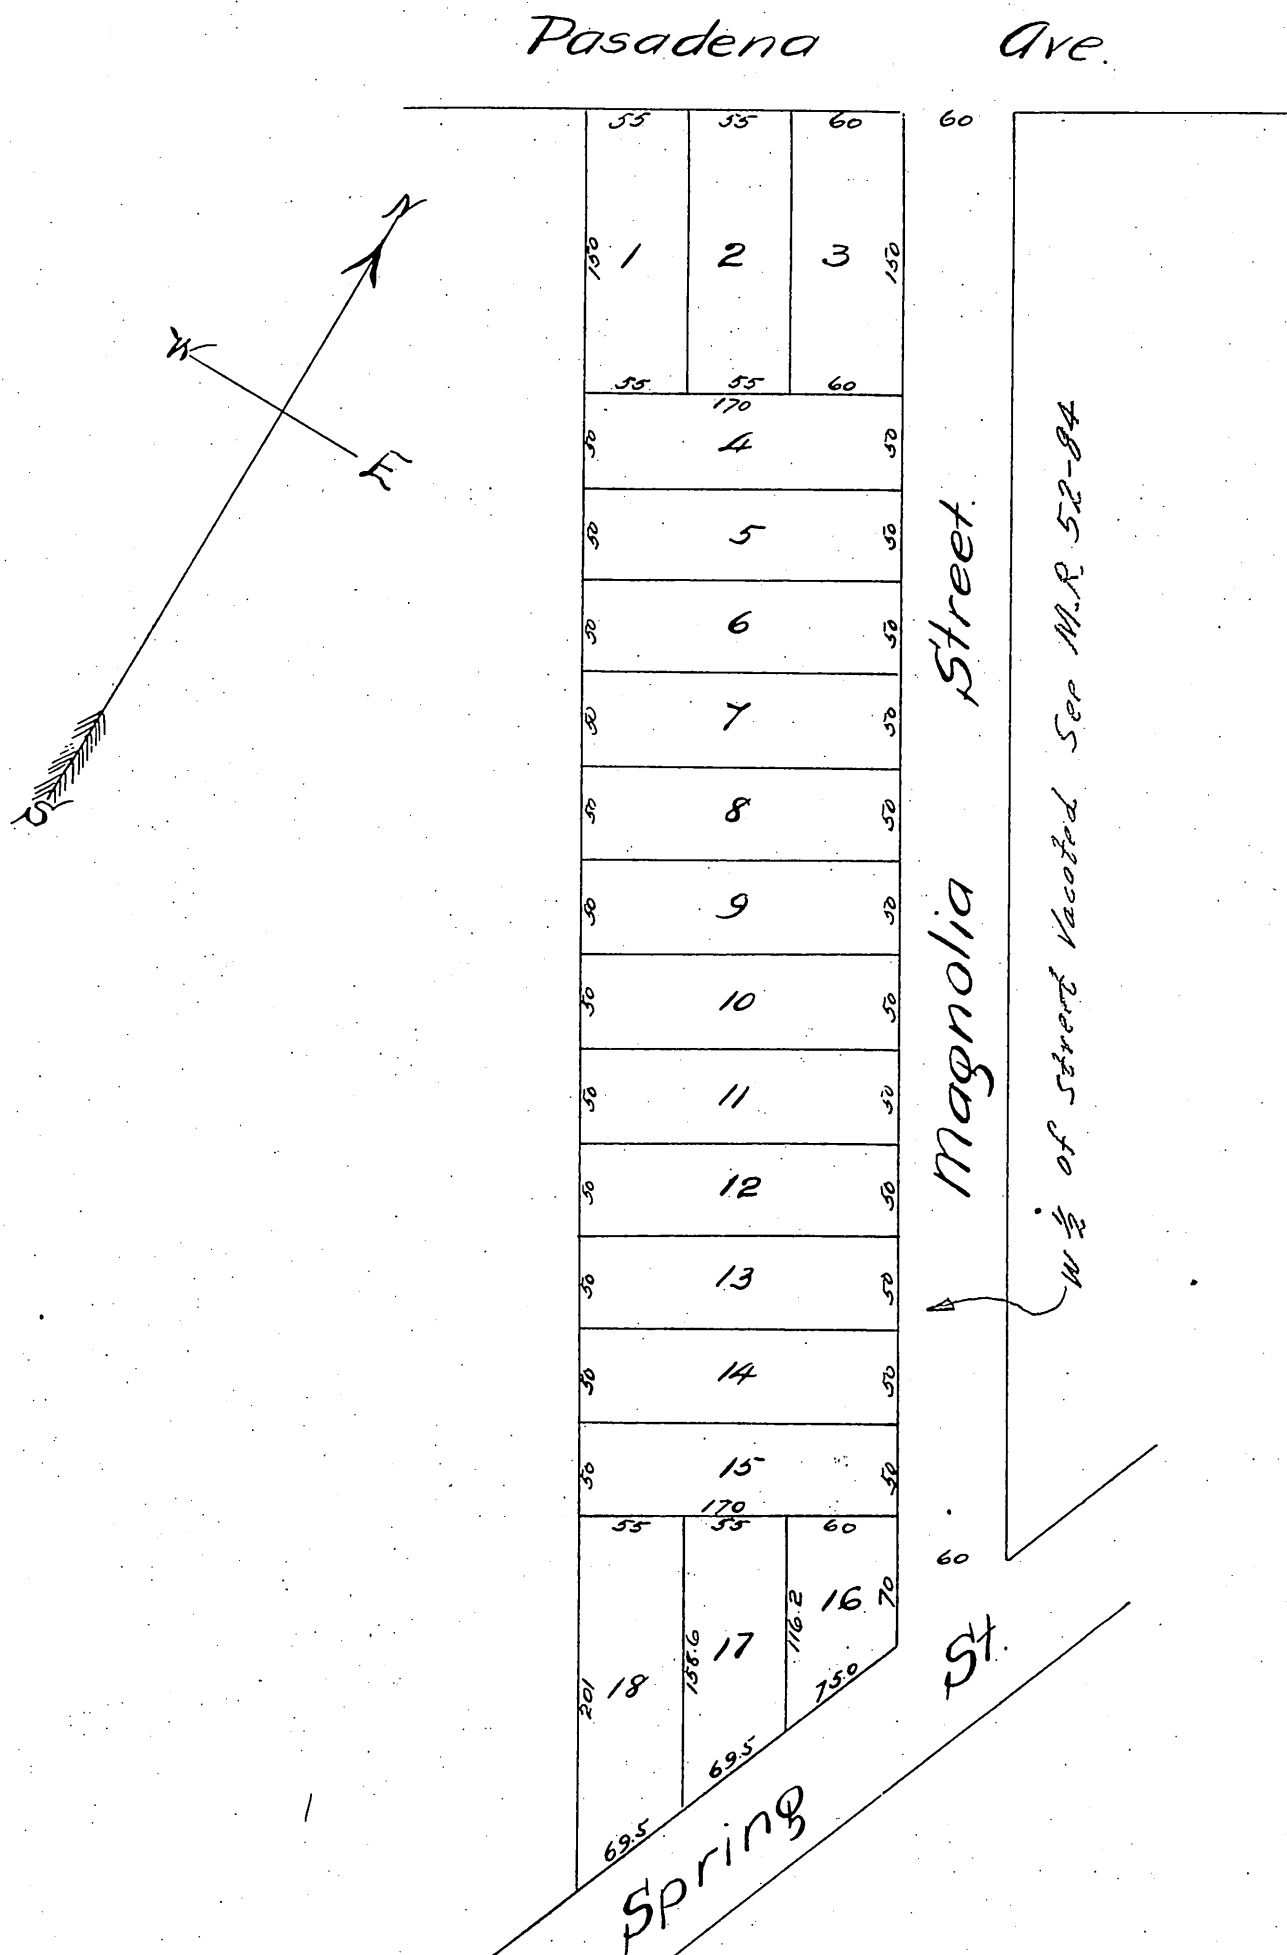 Pasadena Ave.
55 55 60 60
N
W
E
S
150 1 2 3 150
55 55 60
170
50 4 50
50 5 50
50 6 50
50 7 50
50 8 50
50 9 50
50 10 50
50 11 50
50 12 50
50 13 50
50 14 50
50 15 50
170
55 55 60
60
201 18 158.6 17 116.2 16 70
69.5 69.5 75.0
Magnolia Street.
W 1/2 of street Vacated See M.R. 52-84
Spring St.